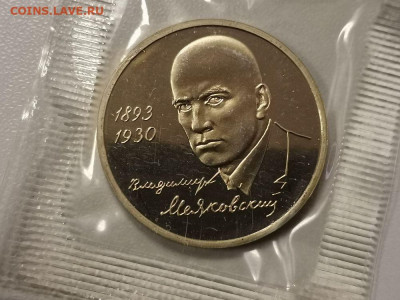 COINS.LAVE.RU
1893
1930
Владимир
Маяковский